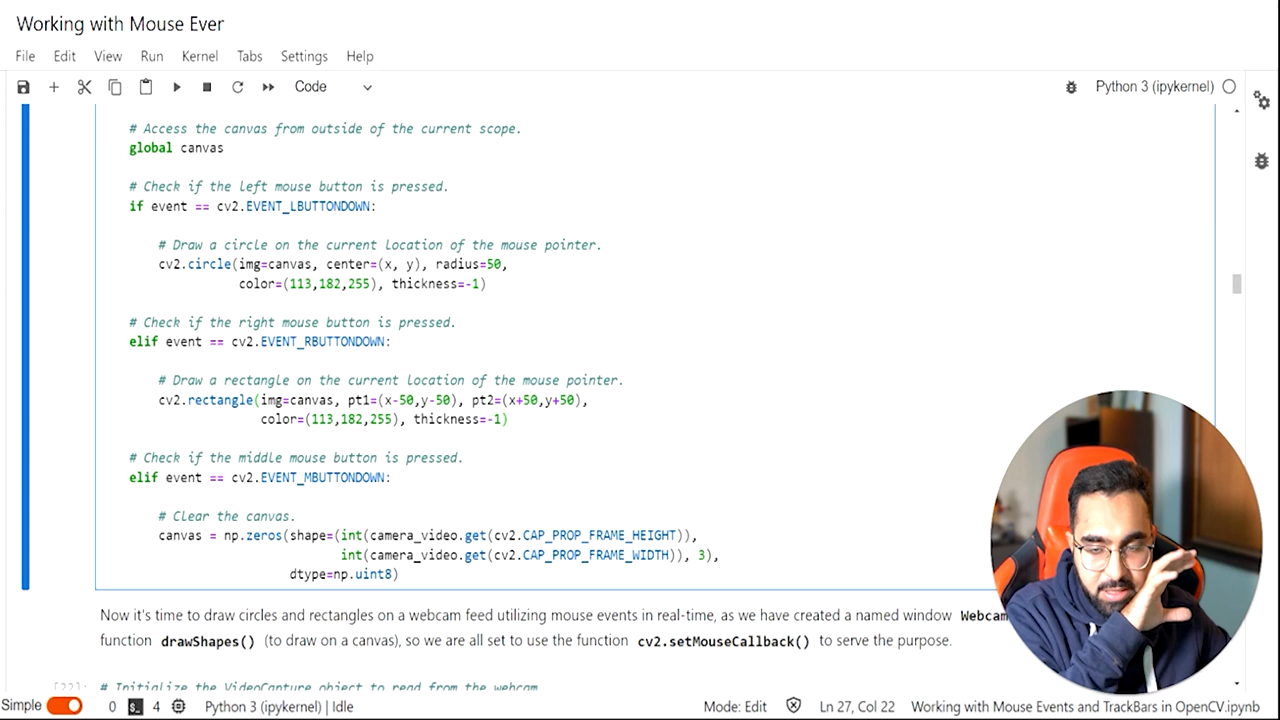 Working with Mouse Ever
File Edit View Run Kernel Tabs Settings Help
Code Python 3 (ipykernel)
# Access the canvas from outside of the current scope.
global canvas
# Check if the left mouse button is pressed.
if event == cv2.EVENT_LBUTTONDOWN:
# Draw a circle on the current location of the mouse pointer.
cv2.circle(img=canvas, center=(x, y), radius=50,
color=(113,182,255), thickness=-1)
# Check if the right mouse button is pressed.
elif event == cv2.EVENT_RBUTTONDOWN:
# Draw a rectangle on the current location of the mouse pointer.
cv2.rectangle(img=canvas, pt1=(x-50,y-50), pt2=(x+50,y+50),
color=(113,182,255), thickness=-1)
# Check if the middle mouse button is pressed.
elif event == cv2.EVENT_MBUTTONDOWN:
# Clear the canvas.
canvas = np.zeros(shape=(int(camera_video.get(cv2.CAP_PROP_FRAME_HEIGHT)),
int(camera_video.get(cv2.CAP_PROP_FRAME_WIDTH)), 3),
dtype=np.uint8)
Now it's time to draw circles and rectangles on a webcam feed utilizing mouse events in real-time, as we have created a named window Webcam
function drawShapes() (to draw on a canvas), so we are all set to use the function cv2.setMouseCallback() to serve the purpose.
[22]: # Initialize the VideoCapture object to read from the webcam
Simple 0 $_ 4 Python 3 (ipykernel) | Idle Mode: Edit Ln 27, Col 22 Working with Mouse Events and TrackBars in OpenCV.ipynb